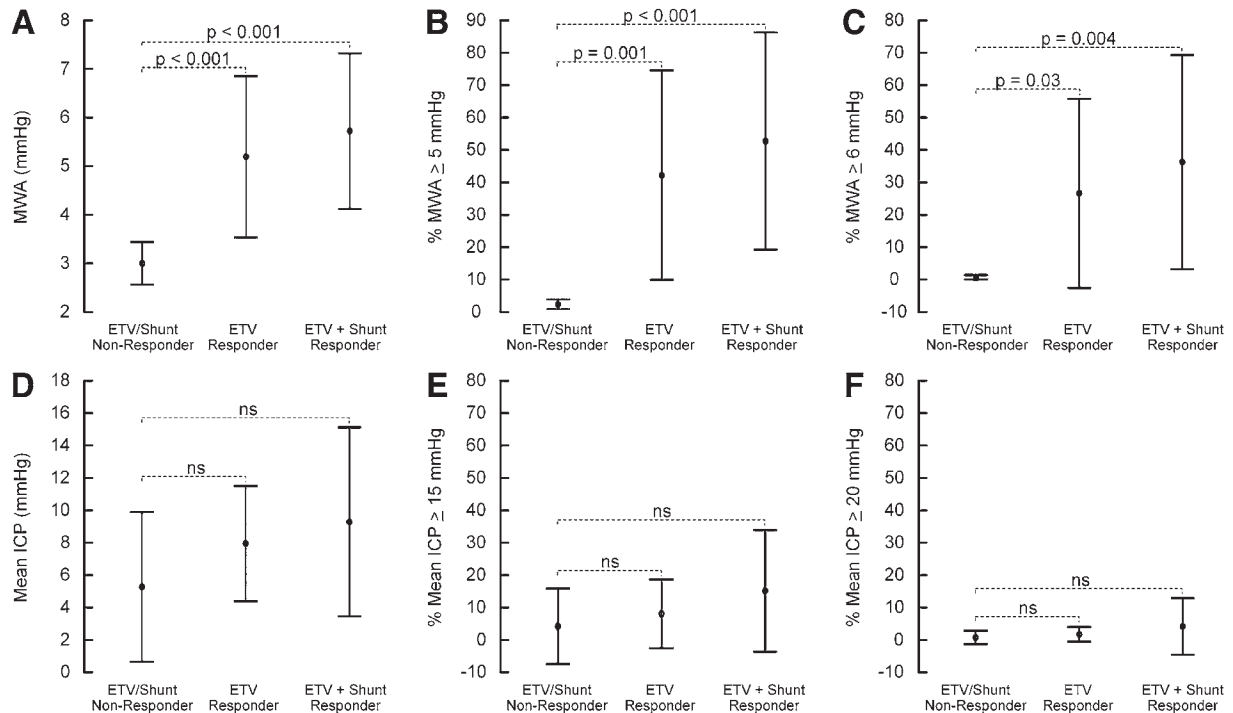 A
MWA (mmHg)
8
7
6
5
4
3
2
p < 0.001
p < 0.001
ETV/Shunt
Non-Responder
ETV
Responder
ETV + Shunt
Responder
B
% MWA ≥ 5 mmHg
90
80
70
60
50
40
30
20
10
0
p < 0.001
p = 0.001
ETV/Shunt
Non-Responder
ETV
Responder
ETV + Shunt
Responder
C
% MWA ≥ 6 mmHg
80
70
60
50
40
30
20
10
0
-10
p = 0.004
p = 0.03
ETV/Shunt
Non-Responder
ETV
Responder
ETV + Shunt
Responder
D
Mean ICP (mmHg)
18
16
14
12
10
8
6
4
2
0
ns
ns
ETV/Shunt
Non-Responder
ETV
Responder
ETV + Shunt
Responder
E
% Mean ICP ≥ 15 mmHg
80
70
60
50
40
30
20
10
0
-10
ns
ns
ETV/Shunt
Non-Responder
ETV
Responder
ETV + Shunt
Responder
F
% Mean ICP ≥ 20 mmHg
80
70
60
50
40
30
20
10
0
-10
ns
ns
ETV/Shunt
Non-Responder
ETV
Responder
ETV + Shunt
Responder